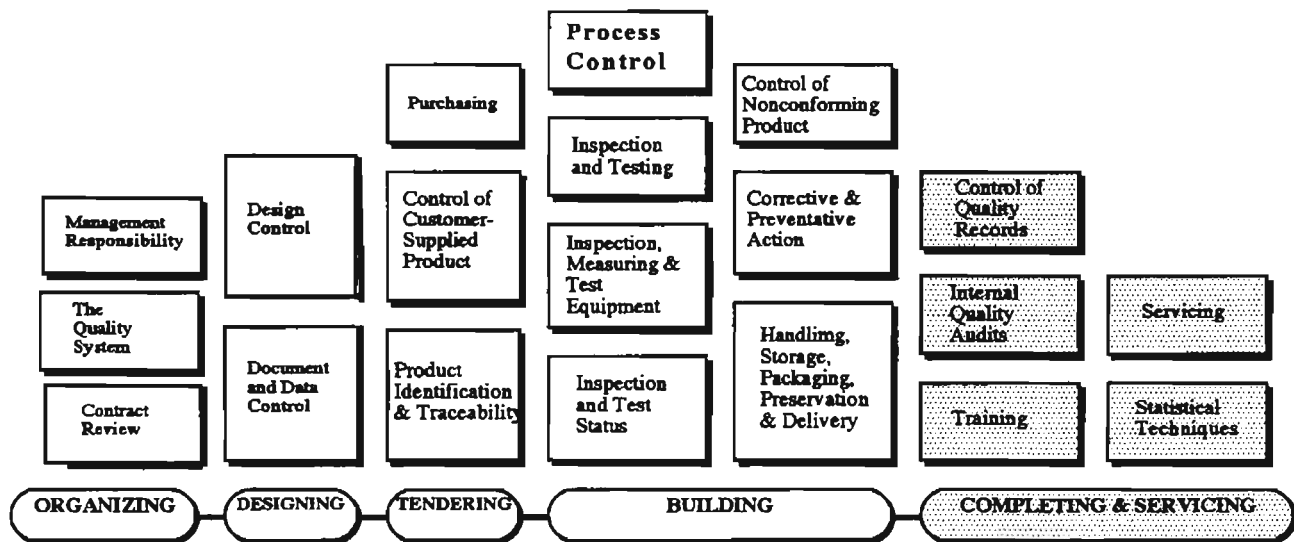 Management
Responsibility
The
Quality
System
Contract
Review
Design
Control
Document
and Data
Control
Purchasing
Control of
Customer-
Supplied
Product
Product
Identification
& Traceability
Process
Control
Inspection
and Testing
Inspection,
Measuring &
Test
Equipment
Inspection
and Test
Status
Control of
Nonconforming
Product
Corrective &
Preventative
Action
Handlimg,
Storage,
Packaging,
Preservation
& Delivery
Control of
Quality
Records
Internal
Quality
Audits
Training
Servicing
Statistical
Techniques
ORGANIZING
DESIGNING
TENDERING
BUILDING
COMPLETING & SERVICING